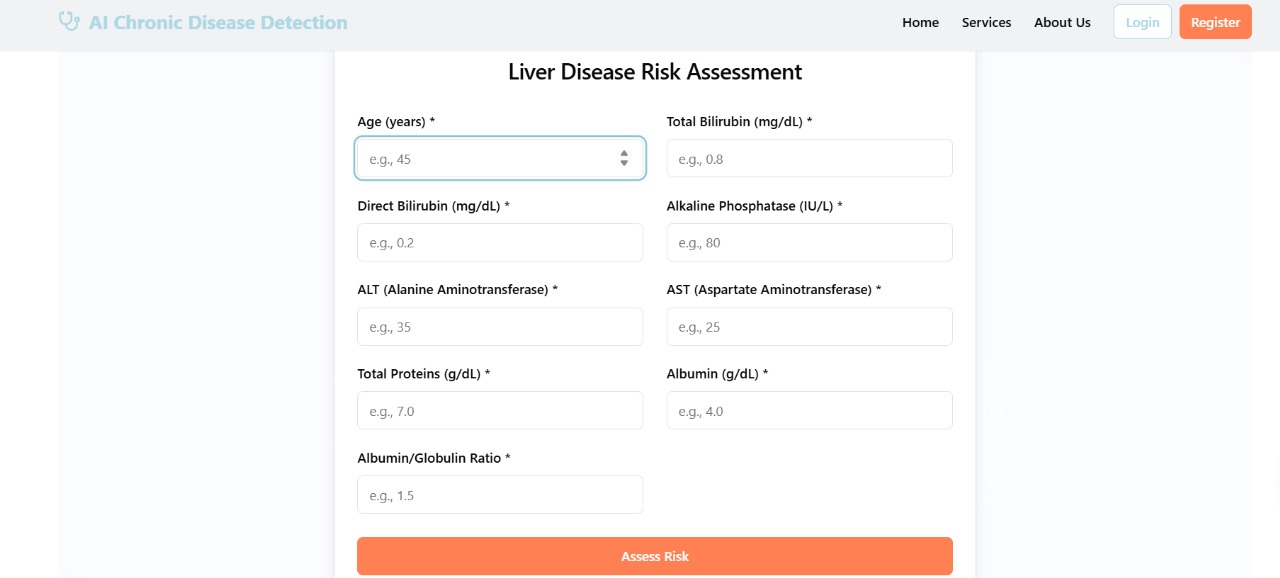 AI Chronic Disease Detection
Home Services About Us Login Register
Liver Disease Risk Assessment
Age (years) * Total Bilirubin (mg/dL) *
e.g., 45 e.g., 0.8
Direct Bilirubin (mg/dL) * Alkaline Phosphatase (IU/L) *
e.g., 0.2 e.g., 80
ALT (Alanine Aminotransferase) * AST (Aspartate Aminotransferase) *
e.g., 35 e.g., 25
Total Proteins (g/dL) * Albumin (g/dL) *
e.g., 7.0 e.g., 4.0
Albumin/Globulin Ratio *
e.g., 1.5
Assess Risk